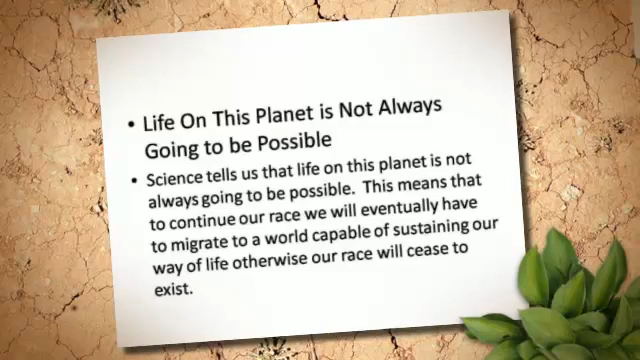 • Life On This Planet is Not Always
Going to be Possible
• Science tells us that life on this planet is not
always going to be possible. This means that
to continue our race we will eventually have
to migrate to a world capable of sustaining our
way of life otherwise our race will cease to
exist.